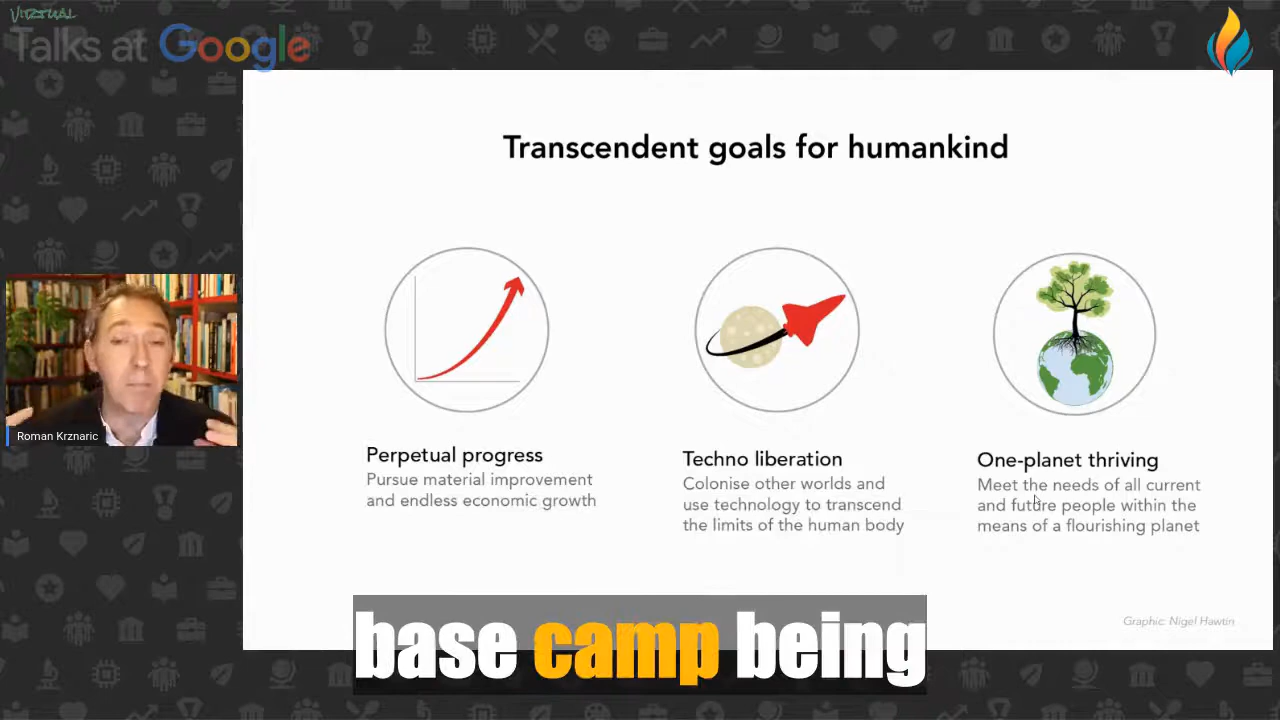 VIRTUAL
Talks at Google
Transcendent goals for humankind
Perpetual progress
Pursue material improvement
and endless economic growth
Techno liberation
Colonise other worlds and
use technology to transcend
the limits of the human body
One-planet thriving
Meet the needs of all current
and future people within the
means of a flourishing planet
Roman Krznaric
Graphic: Nigel Hawtin
base camp being